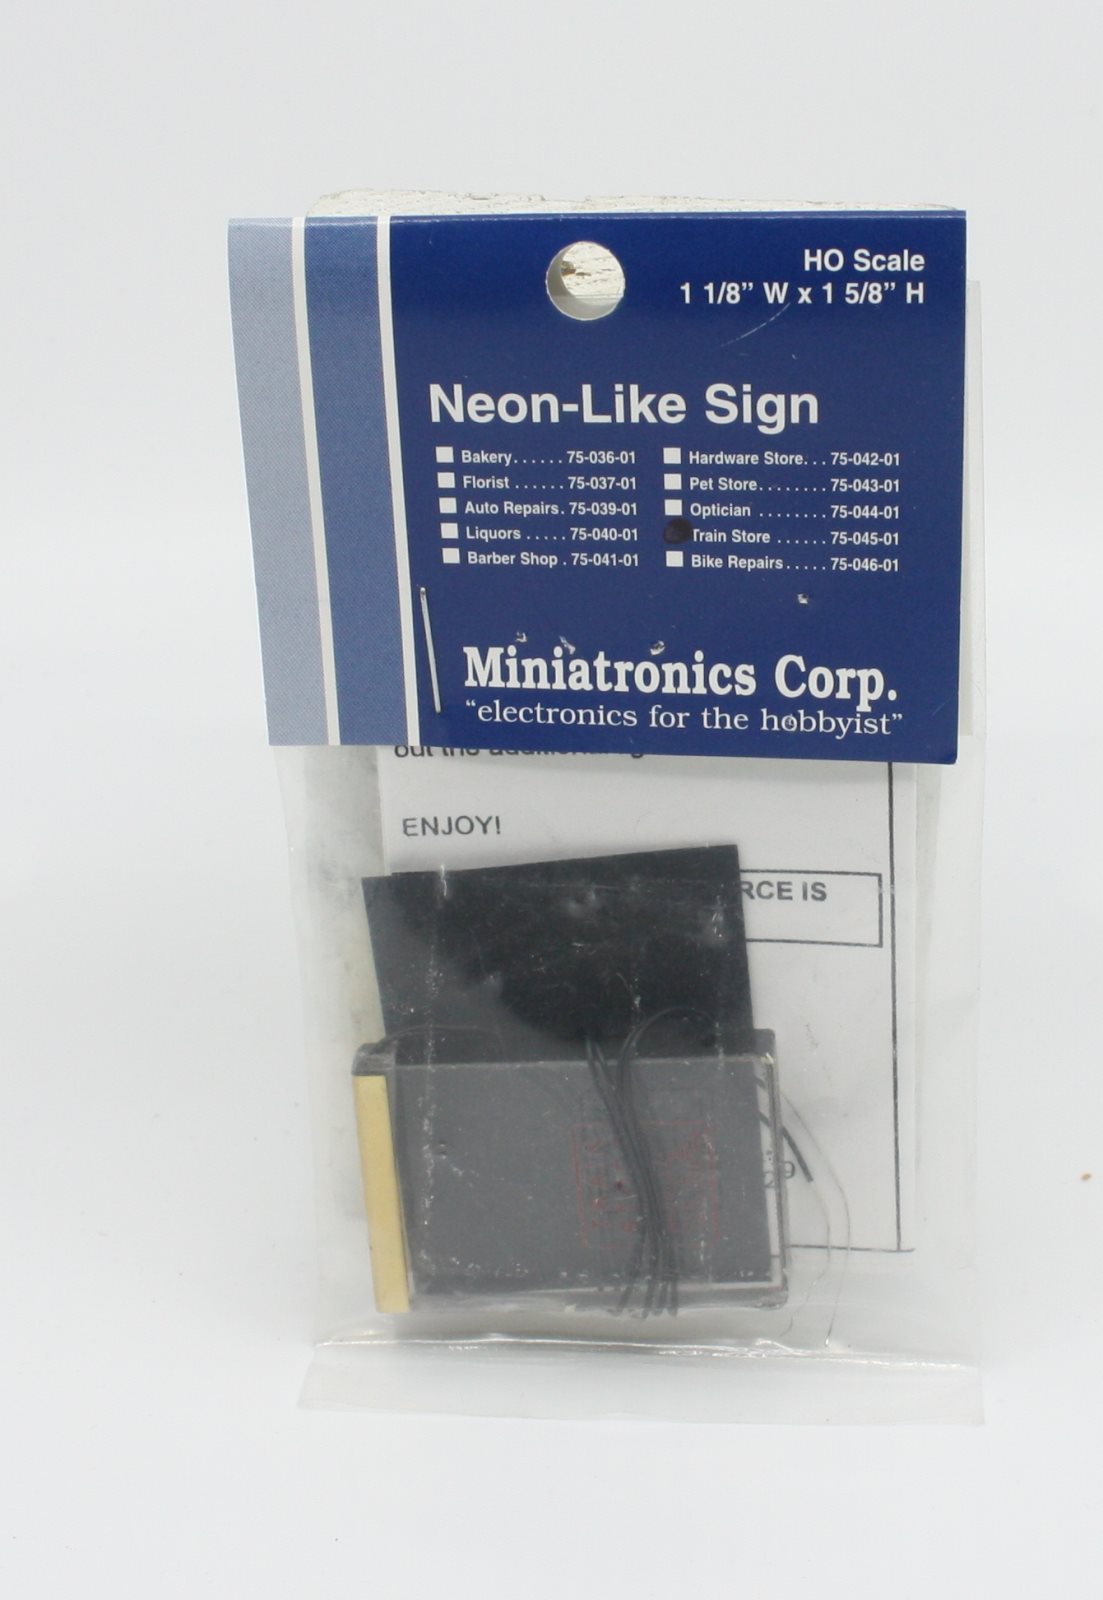 HO Scale
1 1/8" W x 1 5/8" H
Neon-Like Sign
Bakery...... 75-036-01
Florist ...... 75-037-01
Auto Repairs. 75-039-01
Liquors ..... 75-040-01
Barber Shop . 75-041-01
Hardware Store... 75-042-01
Pet Store........ 75-043-01
Optician ........ 75-044-01
Train Store ...... 75-045-01
Bike Repairs..... 75-046-01
Miniatronics Corp.
"electronics for the hobbyist"
out the
ENJOY!
RCE IS
29